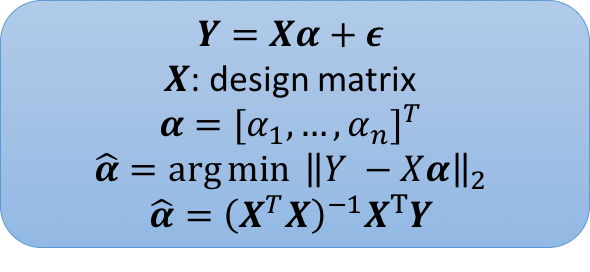 Y = Xα + ϵ
X: design matrix
α = [α₁, …, αₙ]ᵀ
α̂ = arg min ‖Y − Xα‖₂
α̂ = (XᵀX)⁻¹XᵀY